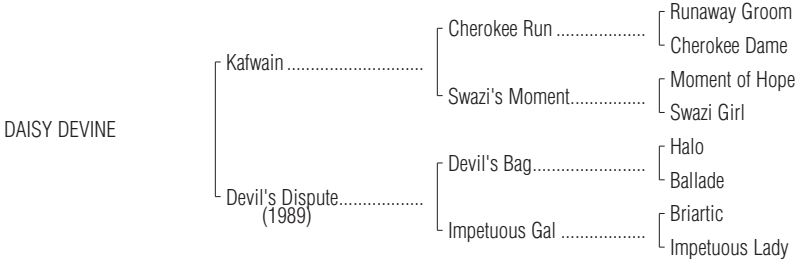 Runaway Groom
Cherokee Run ...................
Cherokee Dame
Kafwain .............................
Moment of Hope
Swazi's Moment................
Swazi Girl
DAISY DEVINE
Halo
Devil's Bag........................
Ballade
Devil's Dispute..................
(1989)
Briartic
Impetuous Gal ..................
Impetuous Lady